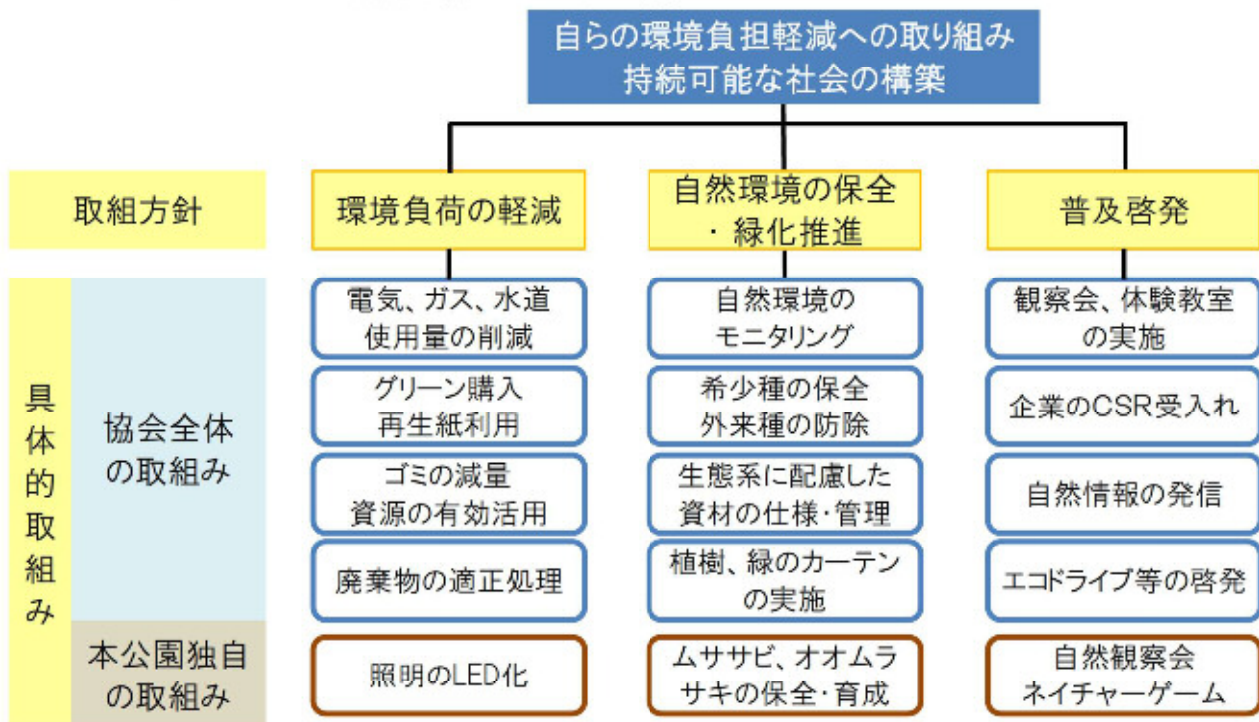 自らの環境負担軽減への取り組み
持続可能な社会の構築
取組方針
環境負荷の軽減
自然環境の保全
・緑化推進
普及啓発
具体的取組み
協会全体
の取組み
電気、ガス、水道
使用量の削減
自然環境の
モニタリング
観察会、体験教室
の実施
グリーン購入
再生紙利用
希少種の保全
外来種の防除
企業のCSR受入れ
ゴミの減量
資源の有効活用
生態系に配慮した
資材の仕様・管理
自然情報の発信
廃棄物の適正処理
植樹、緑のカーテン
の実施
エコドライブ等の啓発
本公園独自
の取組み
照明のLED化
ムササビ、オオムラ
サキの保全・育成
自然観察会
ネイチャーゲーム